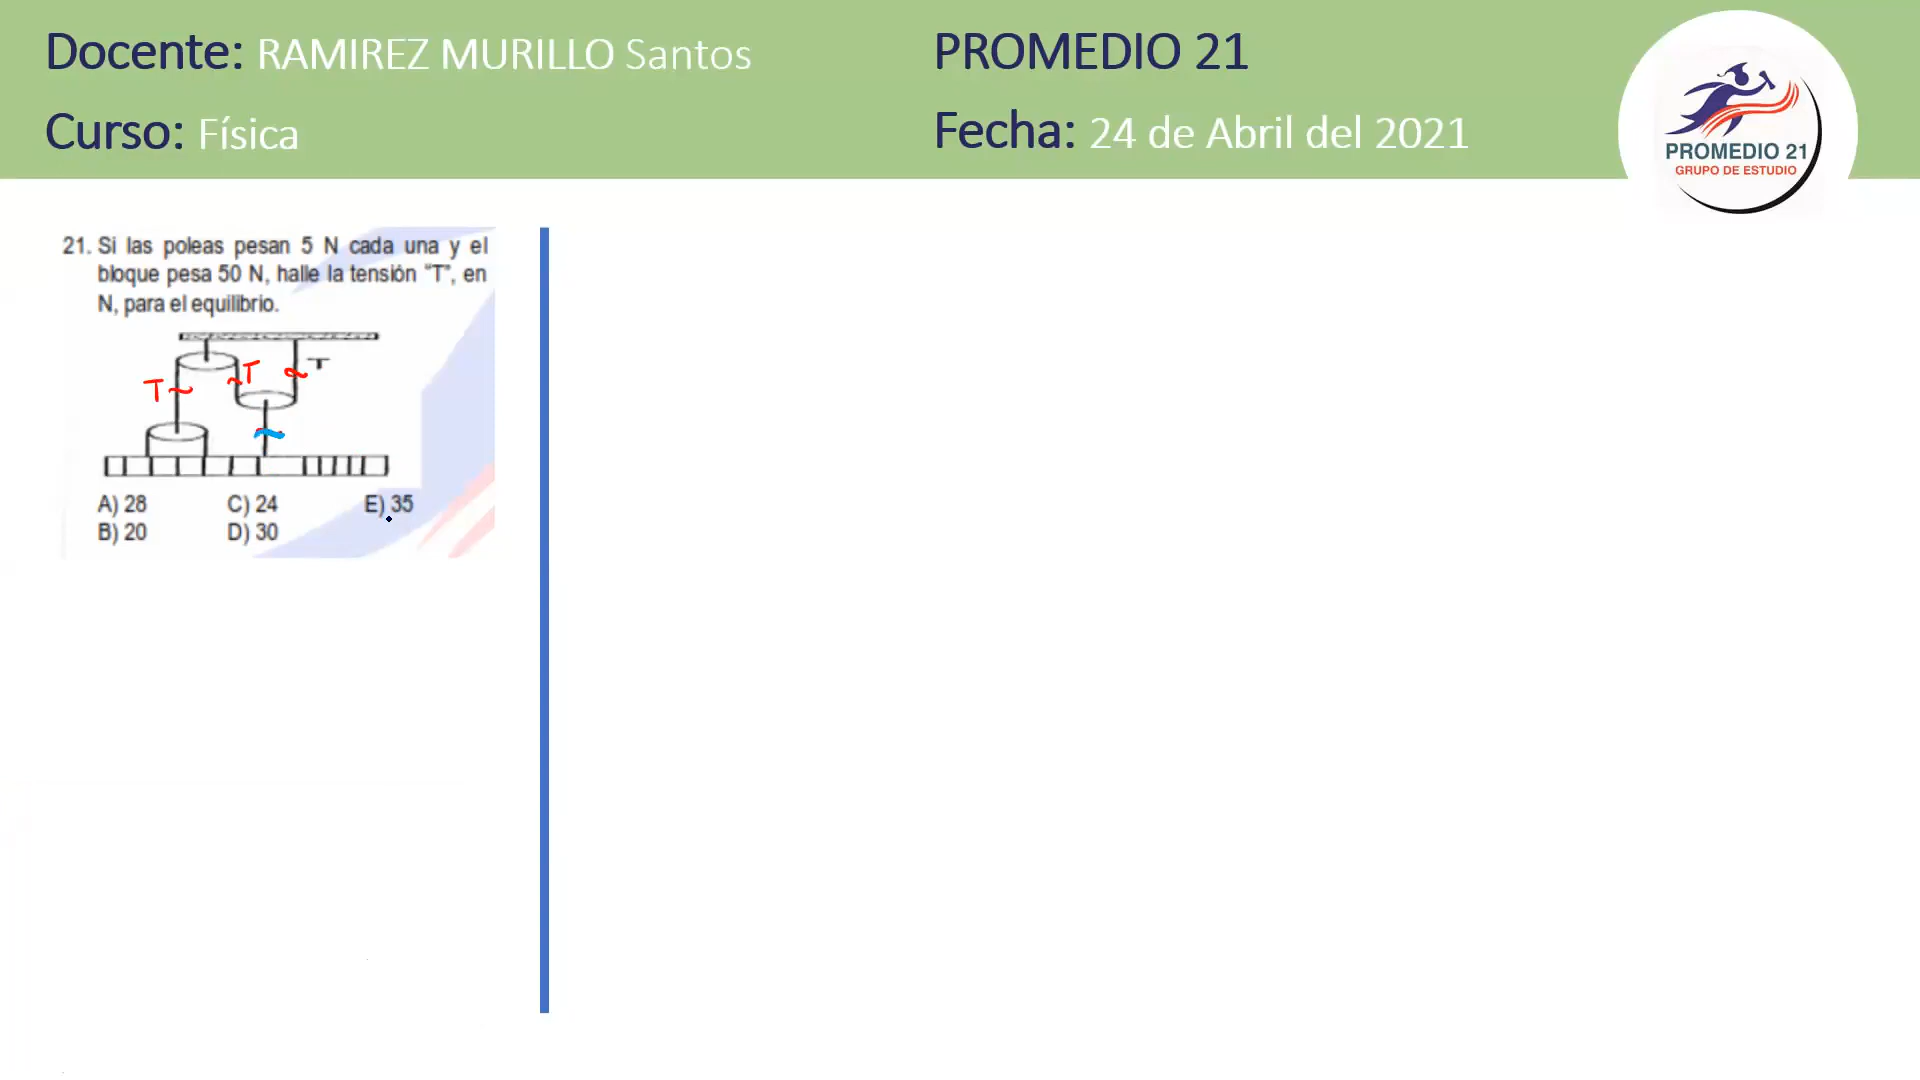 Docente: RAMIREZ MURILLO Santos
PROMEDIO 21
Curso: Física
Fecha: 24 de Abril del 2021
PROMEDIO 21
GRUPO DE ESTUDIO
21. Si las poleas pesan 5 N cada una y el
bloque pesa 50 N, halle la tensión "T", en
N, para el equilibrio.
T
T
T
A) 28
C) 24
E) 35
B) 20
D) 30